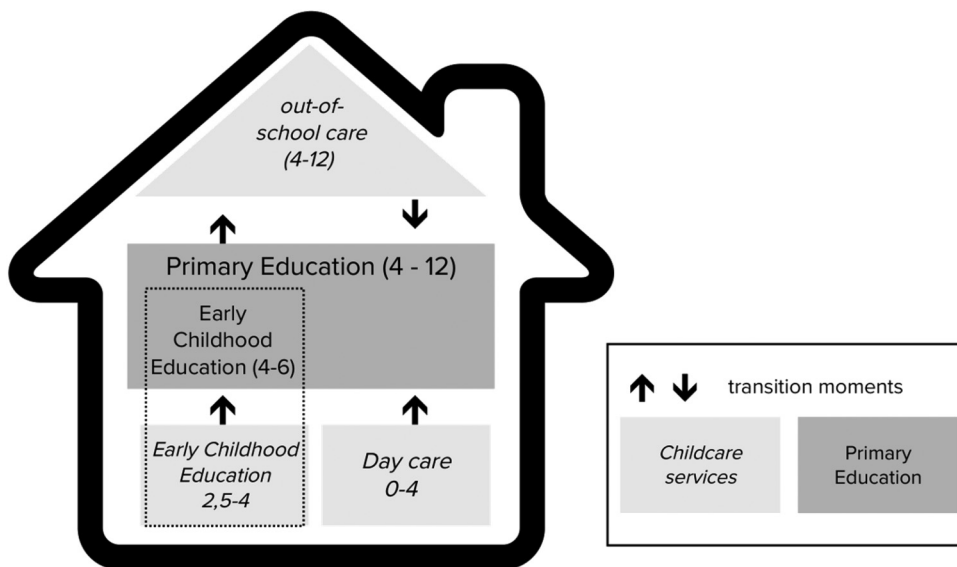 out-of-
school care
(4-12)
Primary Education (4 - 12)
Early
Childhood
Education (4-6)
Early Childhood
Education
2,5-4
Day care
0-4
transition moments
Childcare
services
Primary
Education